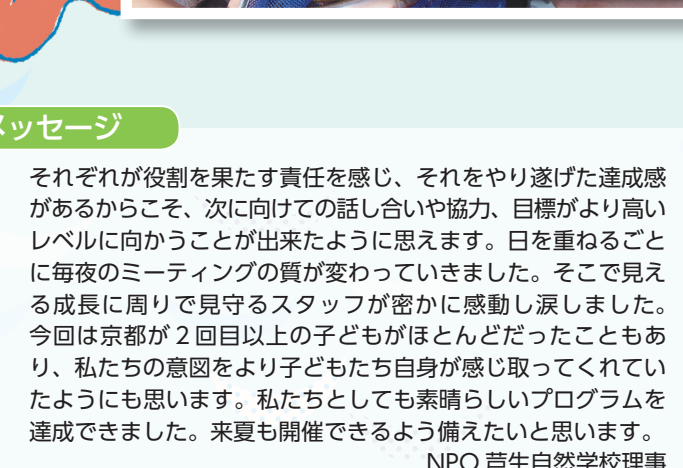 メッセージ
それぞれが役割を果たす責任を感じ、それをやり遂げた達成感
があるからこそ、次に向けての話し合いや協力、目標がより高い
レベルに向かうことが出来たように思えます。日を重ねるごと
に毎夜のミーティングの質が変わっていきました。そこで見え
る成長に周りで見守るスタッフが密かに感動し涙しました。
今回は京都が2回目以上の子どもがほとんどだったこともあ
り、私たちの意図をより子どもたち自身が感じ取ってくれてい
たようにも思います。私たちとしても素晴らしいプログラムを
達成できました。来夏も開催できるよう備えたいと思います。
NPO 芦生自然学校理事